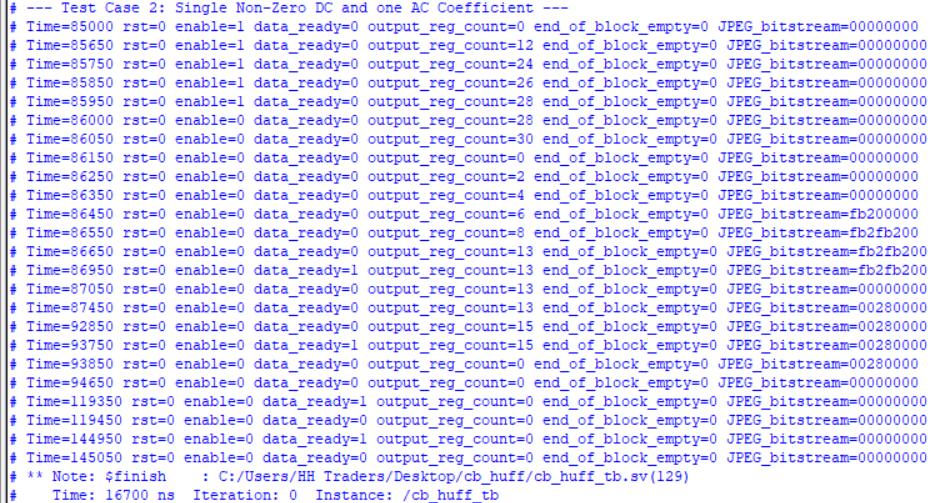 # --- Test Case 2: Single Non-Zero DC and one AC Coefficient ---
# Time=85000 rst=0 enable=1 data_ready=0 output_reg_count=0 end_of_block_empty=0 JPEG_bitstream=00000000
# Time=85650 rst=0 enable=1 data_ready=0 output_reg_count=12 end_of_block_empty=0 JPEG_bitstream=00000000
# Time=85750 rst=0 enable=1 data_ready=0 output_reg_count=24 end_of_block_empty=0 JPEG_bitstream=00000000
# Time=85850 rst=0 enable=1 data_ready=0 output_reg_count=26 end_of_block_empty=0 JPEG_bitstream=00000000
# Time=85950 rst=0 enable=1 data_ready=0 output_reg_count=28 end_of_block_empty=0 JPEG_bitstream=00000000
# Time=86000 rst=0 enable=0 data_ready=0 output_reg_count=28 end_of_block_empty=0 JPEG_bitstream=00000000
# Time=86050 rst=0 enable=0 data_ready=0 output_reg_count=30 end_of_block_empty=0 JPEG_bitstream=00000000
# Time=86150 rst=0 enable=0 data_ready=0 output_reg_count=0 end_of_block_empty=0 JPEG_bitstream=00000000
# Time=86250 rst=0 enable=0 data_ready=0 output_reg_count=2 end_of_block_empty=0 JPEG_bitstream=00000000
# Time=86350 rst=0 enable=0 data_ready=0 output_reg_count=4 end_of_block_empty=0 JPEG_bitstream=00000000
# Time=86450 rst=0 enable=0 data_ready=0 output_reg_count=6 end_of_block_empty=0 JPEG_bitstream=fb200000
# Time=86550 rst=0 enable=0 data_ready=0 output_reg_count=8 end_of_block_empty=0 JPEG_bitstream=fb2fb200
# Time=86650 rst=0 enable=0 data_ready=0 output_reg_count=13 end_of_block_empty=0 JPEG_bitstream=fb2fb200
# Time=86950 rst=0 enable=0 data_ready=1 output_reg_count=13 end_of_block_empty=0 JPEG_bitstream=fb2fb200
# Time=87050 rst=0 enable=0 data_ready=0 output_reg_count=13 end_of_block_empty=0 JPEG_bitstream=00000000
# Time=87450 rst=0 enable=0 data_ready=0 output_reg_count=13 end_of_block_empty=0 JPEG_bitstream=00280000
# Time=92850 rst=0 enable=0 data_ready=0 output_reg_count=15 end_of_block_empty=0 JPEG_bitstream=00280000
# Time=93750 rst=0 enable=0 data_ready=1 output_reg_count=15 end_of_block_empty=0 JPEG_bitstream=00280000
# Time=93850 rst=0 enable=0 data_ready=0 output_reg_count=0 end_of_block_empty=0 JPEG_bitstream=00280000
# Time=94650 rst=0 enable=0 data_ready=0 output_reg_count=0 end_of_block_empty=0 JPEG_bitstream=00000000
# Time=119350 rst=0 enable=0 data_ready=1 output_reg_count=0 end_of_block_empty=0 JPEG_bitstream=00000000
# Time=119450 rst=0 enable=0 data_ready=0 output_reg_count=0 end_of_block_empty=0 JPEG_bitstream=00000000
# Time=144950 rst=0 enable=0 data_ready=1 output_reg_count=0 end_of_block_empty=0 JPEG_bitstream=00000000
# Time=145050 rst=0 enable=0 data_ready=0 output_reg_count=0 end_of_block_empty=0 JPEG_bitstream=00000000
# ** Note: $finish    : C:/Users/HH Traders/Desktop/cb_huff/cb_huff_tb.sv(129)
#    Time: 16700 ns  Iteration: 0  Instance: /cb_huff_tb